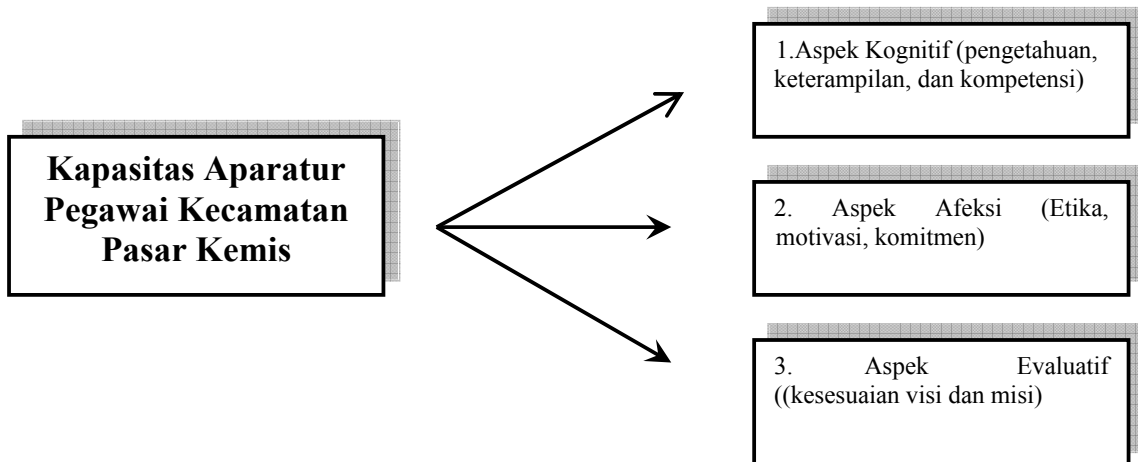 Kapasitas Aparatur
Pegawai Kecamatan
Pasar Kemis
1.Aspek Kognitif (pengetahuan,
keterampilan, dan kompetensi)
2. Aspek Afeksi (Etika,
motivasi, komitmen)
3. Aspek Evaluatif
((kesesuaian visi dan misi)